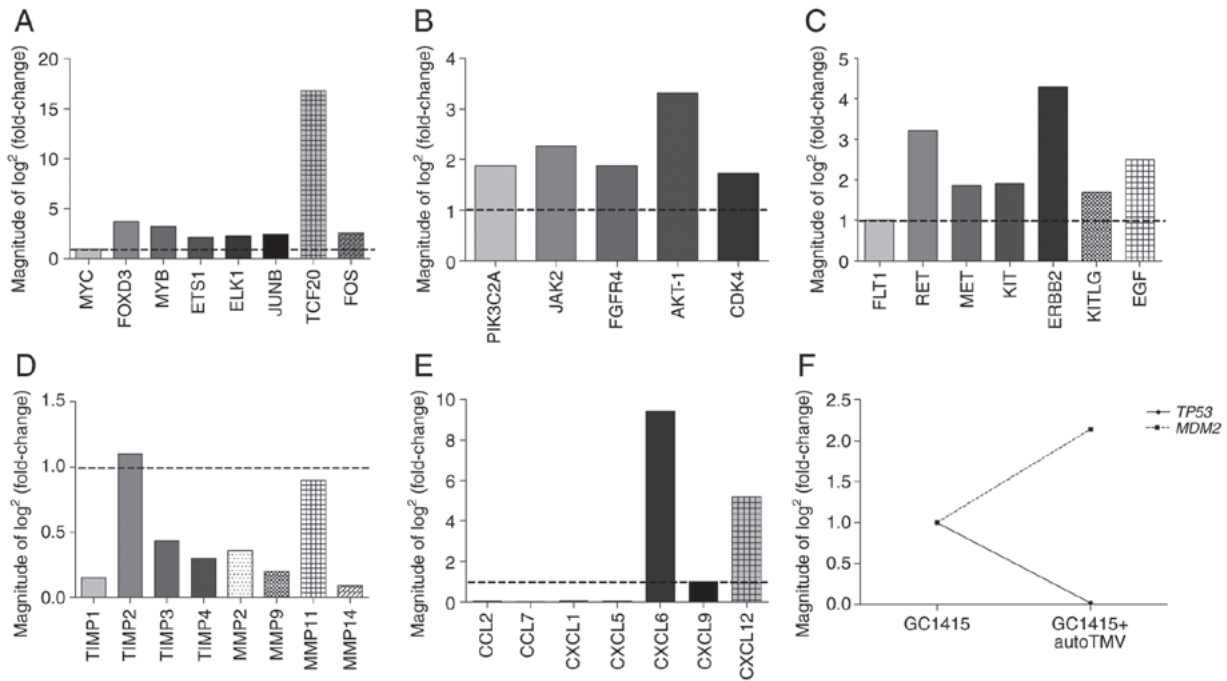 A
Magnitude of log² (fold-change)
20
15
10
5
0
MYC
FOXD3
MYB
ETS1
ELK1
JUNB
TCF20
FOS
B
Magnitude of log² (fold-change)
4
3
2
1
0
PIK3C2A
JAK2
FGFR4
AKT-1
CDK4
C
Magnitude of log² (fold-change)
5
4
3
2
1
0
FLT1
RET
MET
KIT
ERBB2
KITLG
EGF
D
Magnitude of log² (fold-change)
1.5
1.0
0.5
0.0
TIMP1
TIMP2
TIMP3
TIMP4
MMP2
MMP9
MMP11
MMP14
E
Magnitude of log² (fold-change)
10
8
6
4
2
0
CCL2
CCL7
CXCL1
CXCL5
CXCL6
CXCL9
CXCL12
F
Magnitude of log² (fold-change)
2.5
2.0
1.5
1.0
0.5
0.0
GC1415
GC1415+
autoTMV
TP53
MDM2